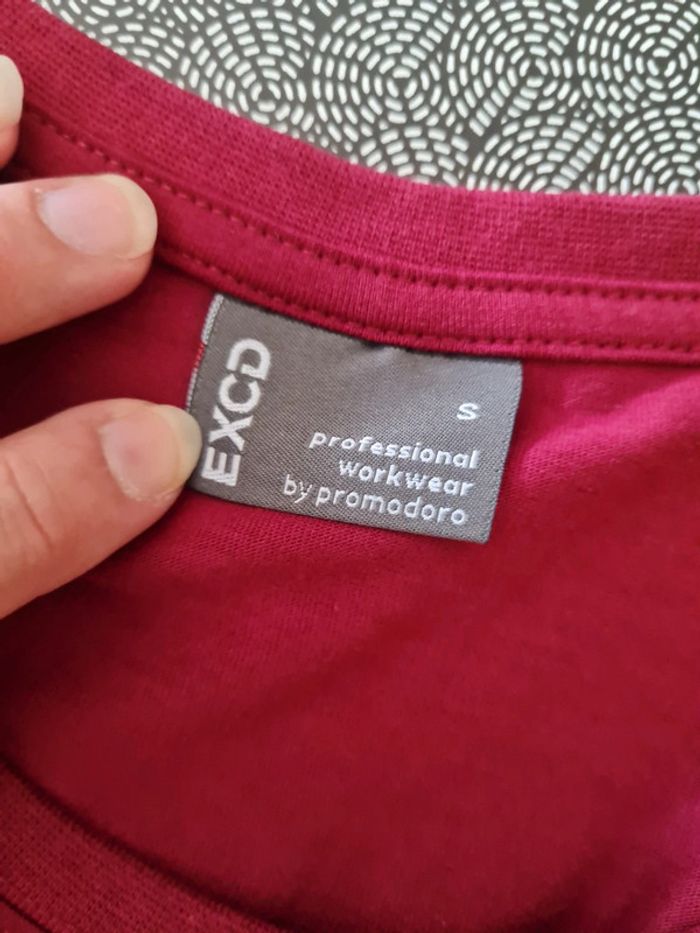 EXCD
S
professional
workwear
by promodoro